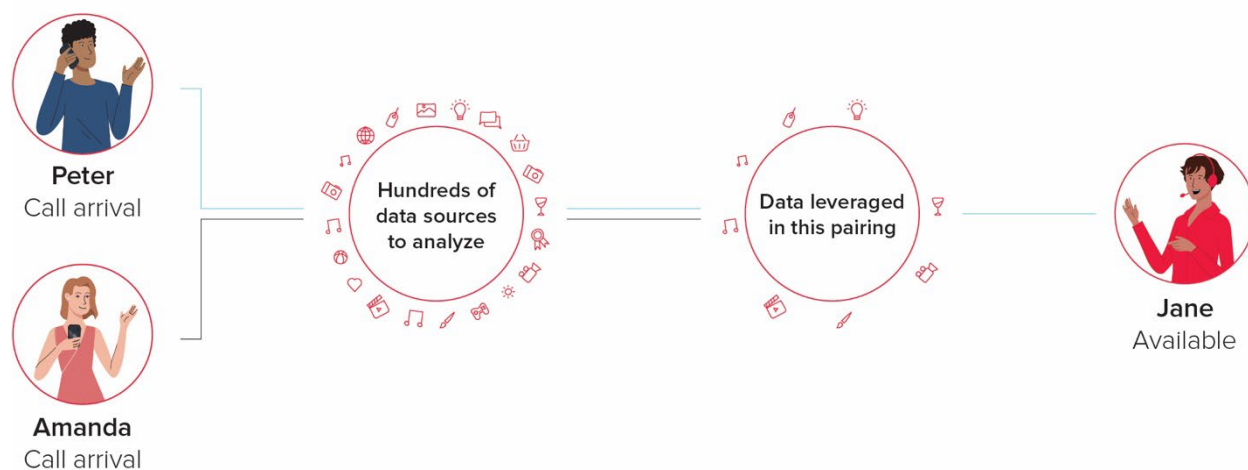 Peter
Call arrival
Amanda
Call arrival
Hundreds of
data sources
to analyze
Data leveraged
in this pairing
Jane
Available